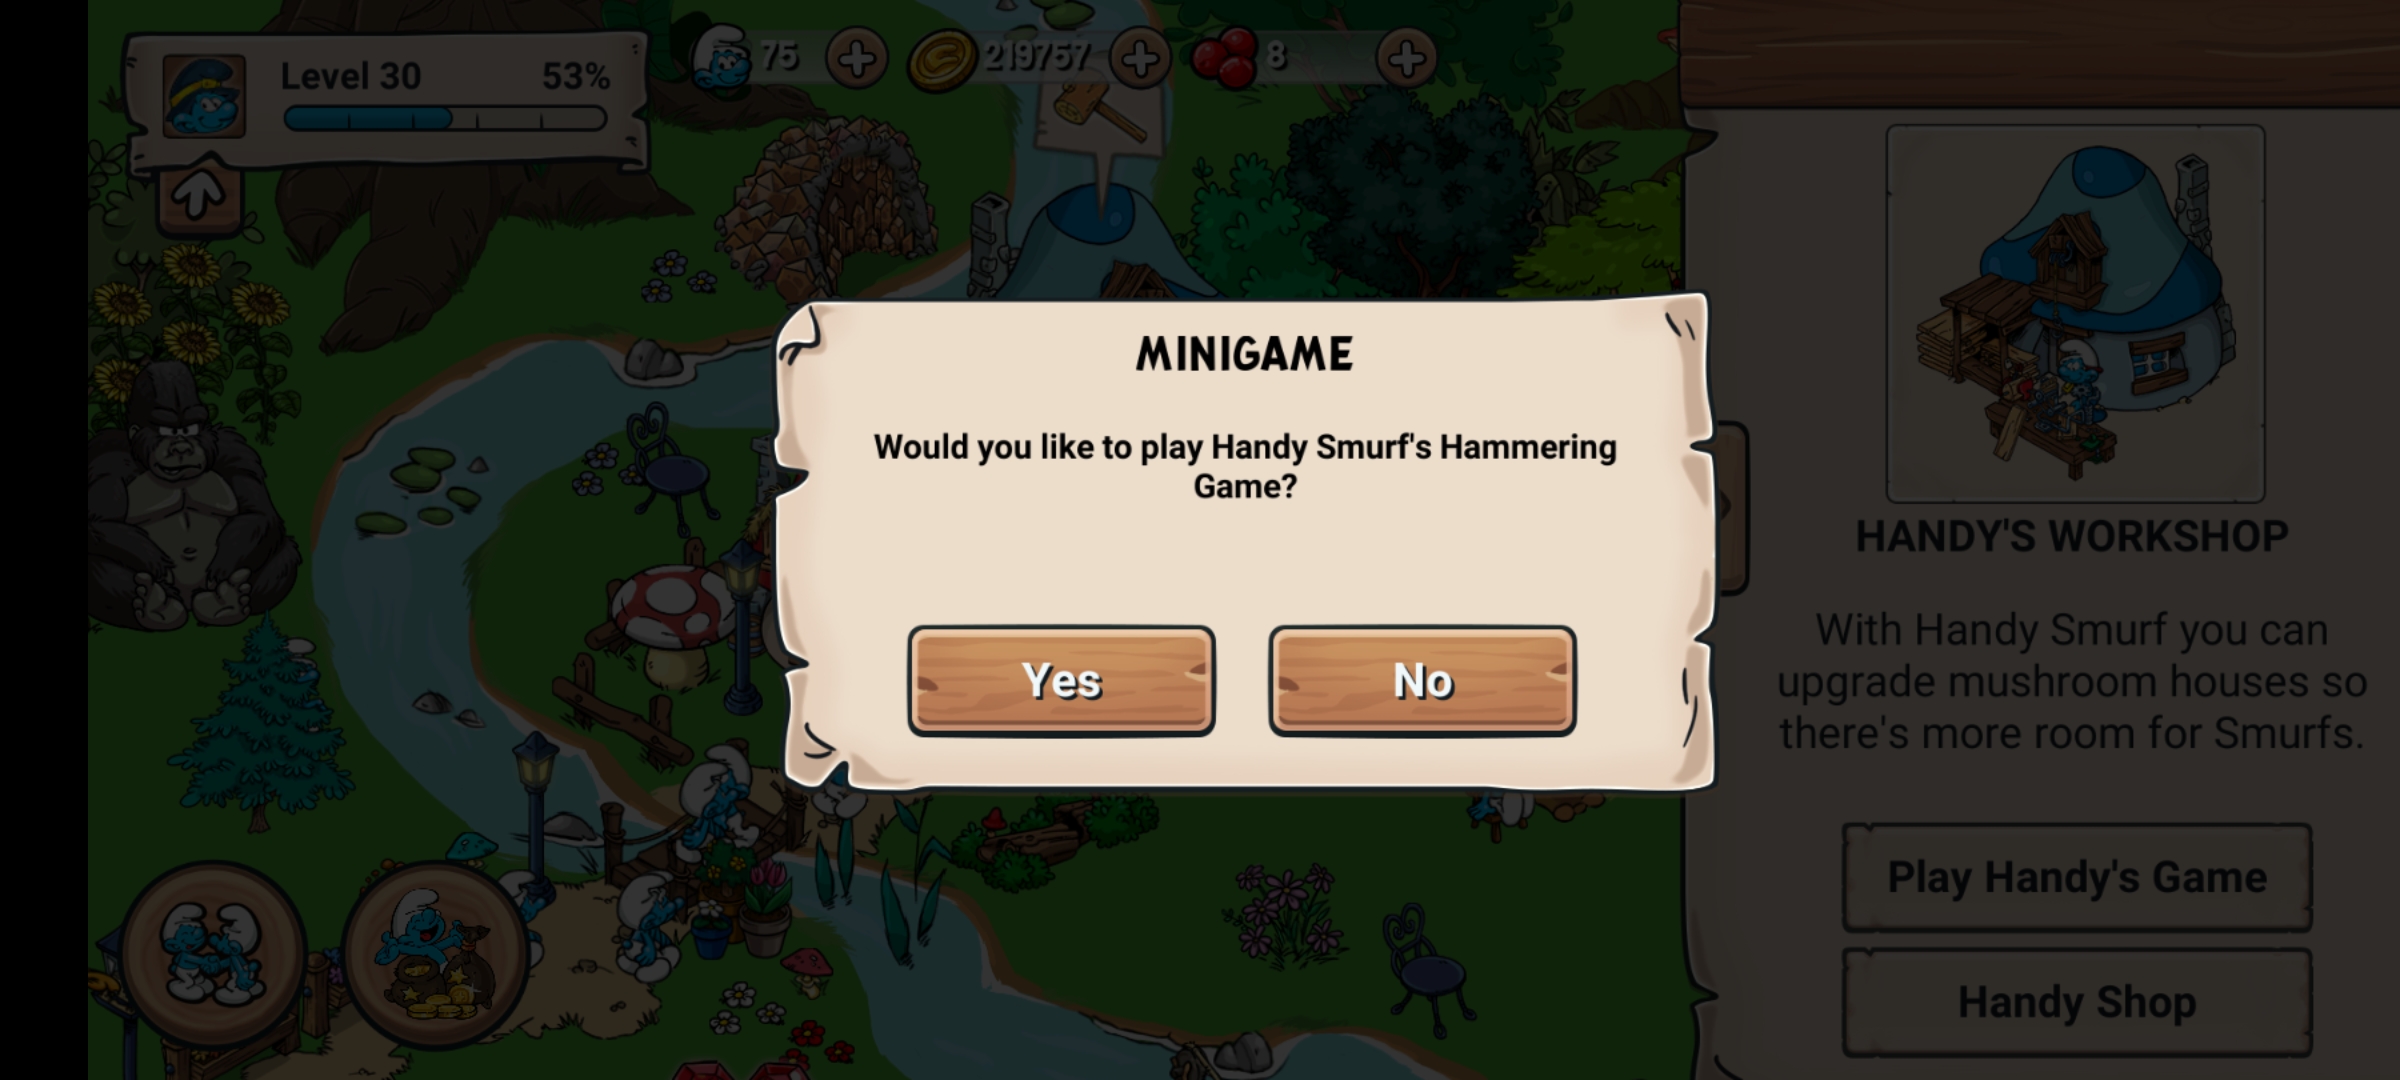 Level 30 53%
75
219757
8
MINIGAME
Would you like to play Handy Smurf's Hammering
Game?
Yes
No
HANDY'S WORKSHOP
With Handy Smurf you can
upgrade mushroom houses so
there's more room for Smurfs.
Play Handy's Game
Handy Shop